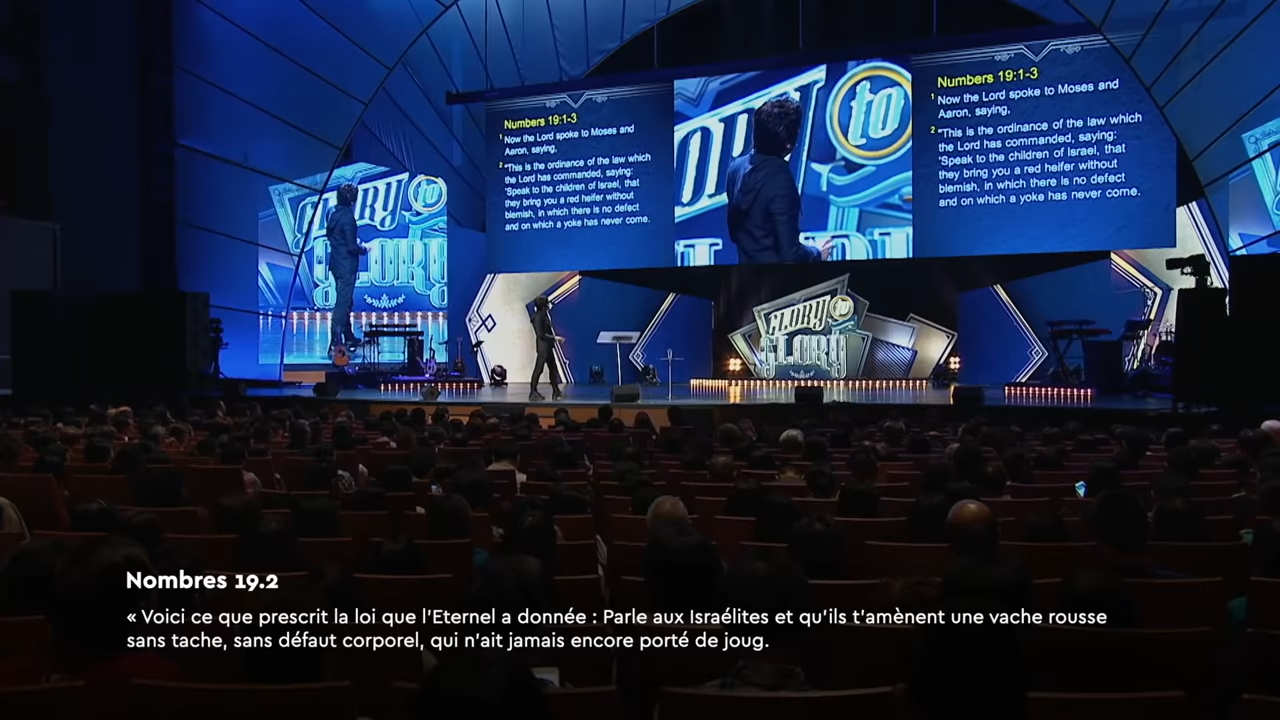 Numbers 19:1-3
1 Now the Lord spoke to Moses and
Aaron, saying,
2 "This is the ordinance of the law which
the Lord has commanded, saying:
'Speak to the children of Israel, that
they bring you a red heifer without
blemish, in which there is no defect
and on which a yoke has never come.
to
Numbers 19:1-3
1 Now the Lord spoke to Moses and
Aaron, saying,
2 "This is the ordinance of the law which
the Lord has commanded, saying:
'Speak to the children of Israel, that
they bring you a red heifer without
blemish, in which there is no defect
and on which a yoke has never come.
GLORY to
GLORY
GLORY to
GLORY
Nombres 19.2
« Voici ce que prescrit la loi que l'Eternel a donnée : Parle aux Israélites et qu'ils t'amènent une vache rousse
sans tache, sans défaut corporel, qui n'ait jamais encore porté de joug.